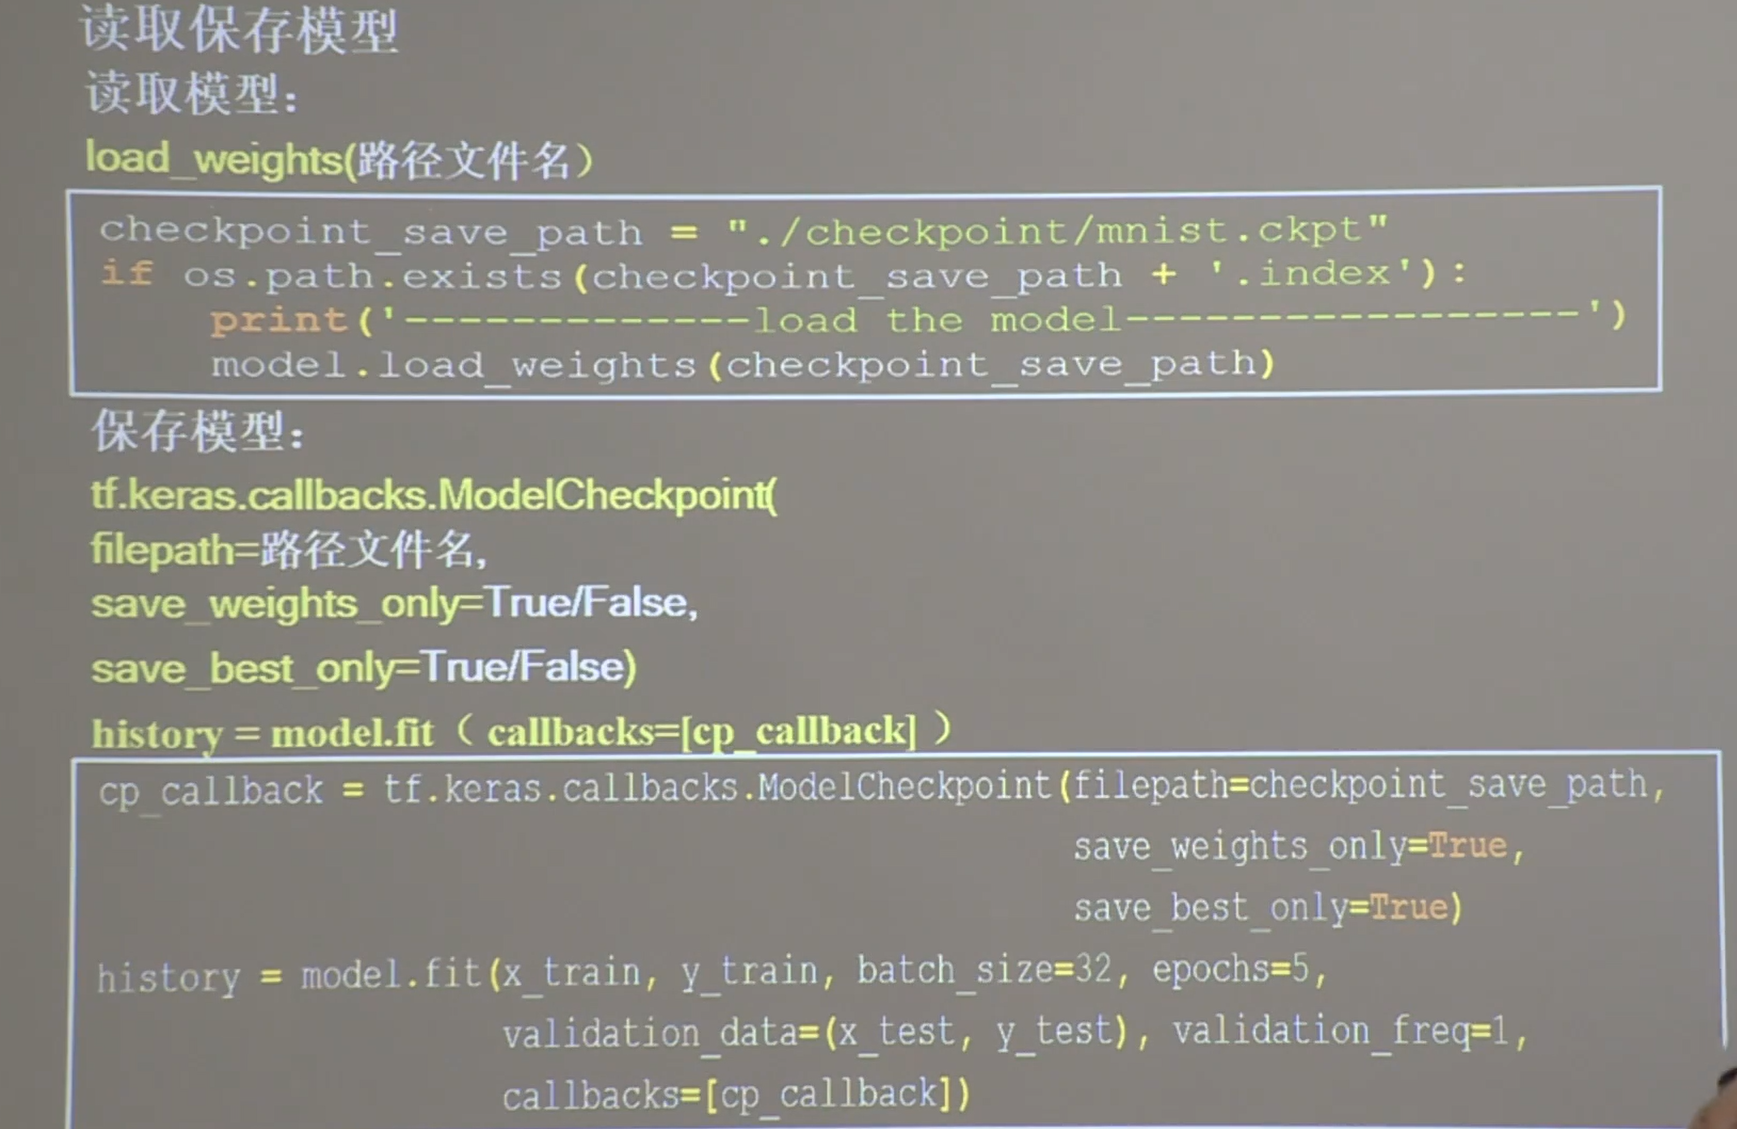 读取保存模型
读取模型：
load_weights(路径文件名）
checkpoint_save_path = "./checkpoint/mnist.ckpt"
if os.path.exists(checkpoint_save_path + '.index'):
    print('-------------load the model-----------------')
    model.load_weights(checkpoint_save_path)
保存模型：
tf.keras.callbacks.ModelCheckpoint(
filepath=路径文件名,
save_weights_only=True/False,
save_best_only=True/False)
history = model.fit（ callbacks=[cp_callback] ）
cp_callback = tf.keras.callbacks.ModelCheckpoint(filepath=checkpoint_save_path,
save_weights_only=True,
save_best_only=True)
history = model.fit(x_train, y_train, batch_size=32, epochs=5,
validation_data=(x_test, y_test), validation_freq=1,
callbacks=[cp_callback])